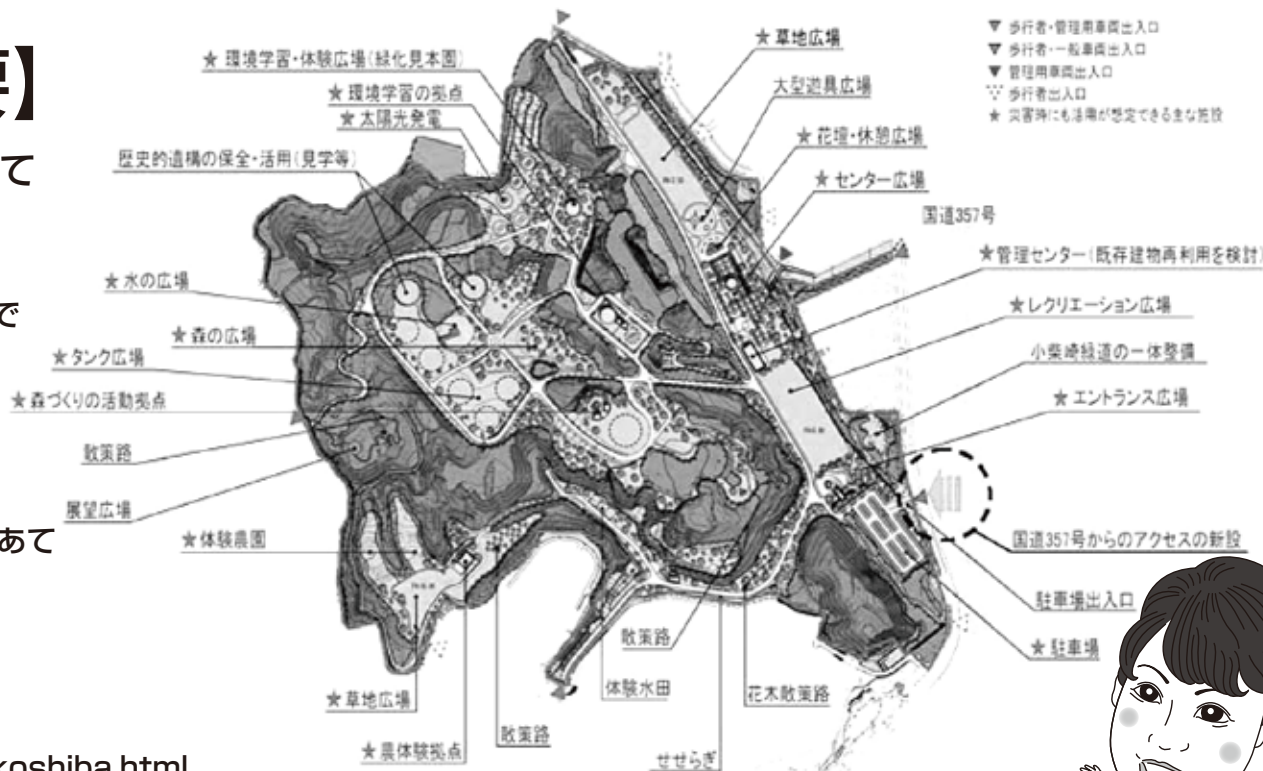 要】
て
で
あて
koshiba.html
★ 環境学習・体験広場(緑化見本園)
★ 環境学習の拠点
★ 太陽光発電
歴史的遺構の保全・活用(見学等)
★ 水の広場
★ 森の広場
★タンク広場
★ 森づくりの活動拠点
散策路
展望広場
★ 体験農園
★ 草地広場
★ 農体験拠点
散策路
せせらぎ
体験水田
散策路
花木散策路
★ 草地広場
大型遊具広場
★ 花壇・休憩広場
★ センター広場
国道357号
★管理センター(既存建物再利用を検討)
★レクリエーション広場
小柴崎緑道の一体整備
★ エントランス広場
国道357号からのアクセスの新設
駐車場出入口
★ 駐車場
▼ 歩行者・管理用車両出入口
▼ 歩行者・一般車両出入口
▼ 管理用車両出入口
歩行者出入口
★ 災害時にも活用が想定できる主な施設